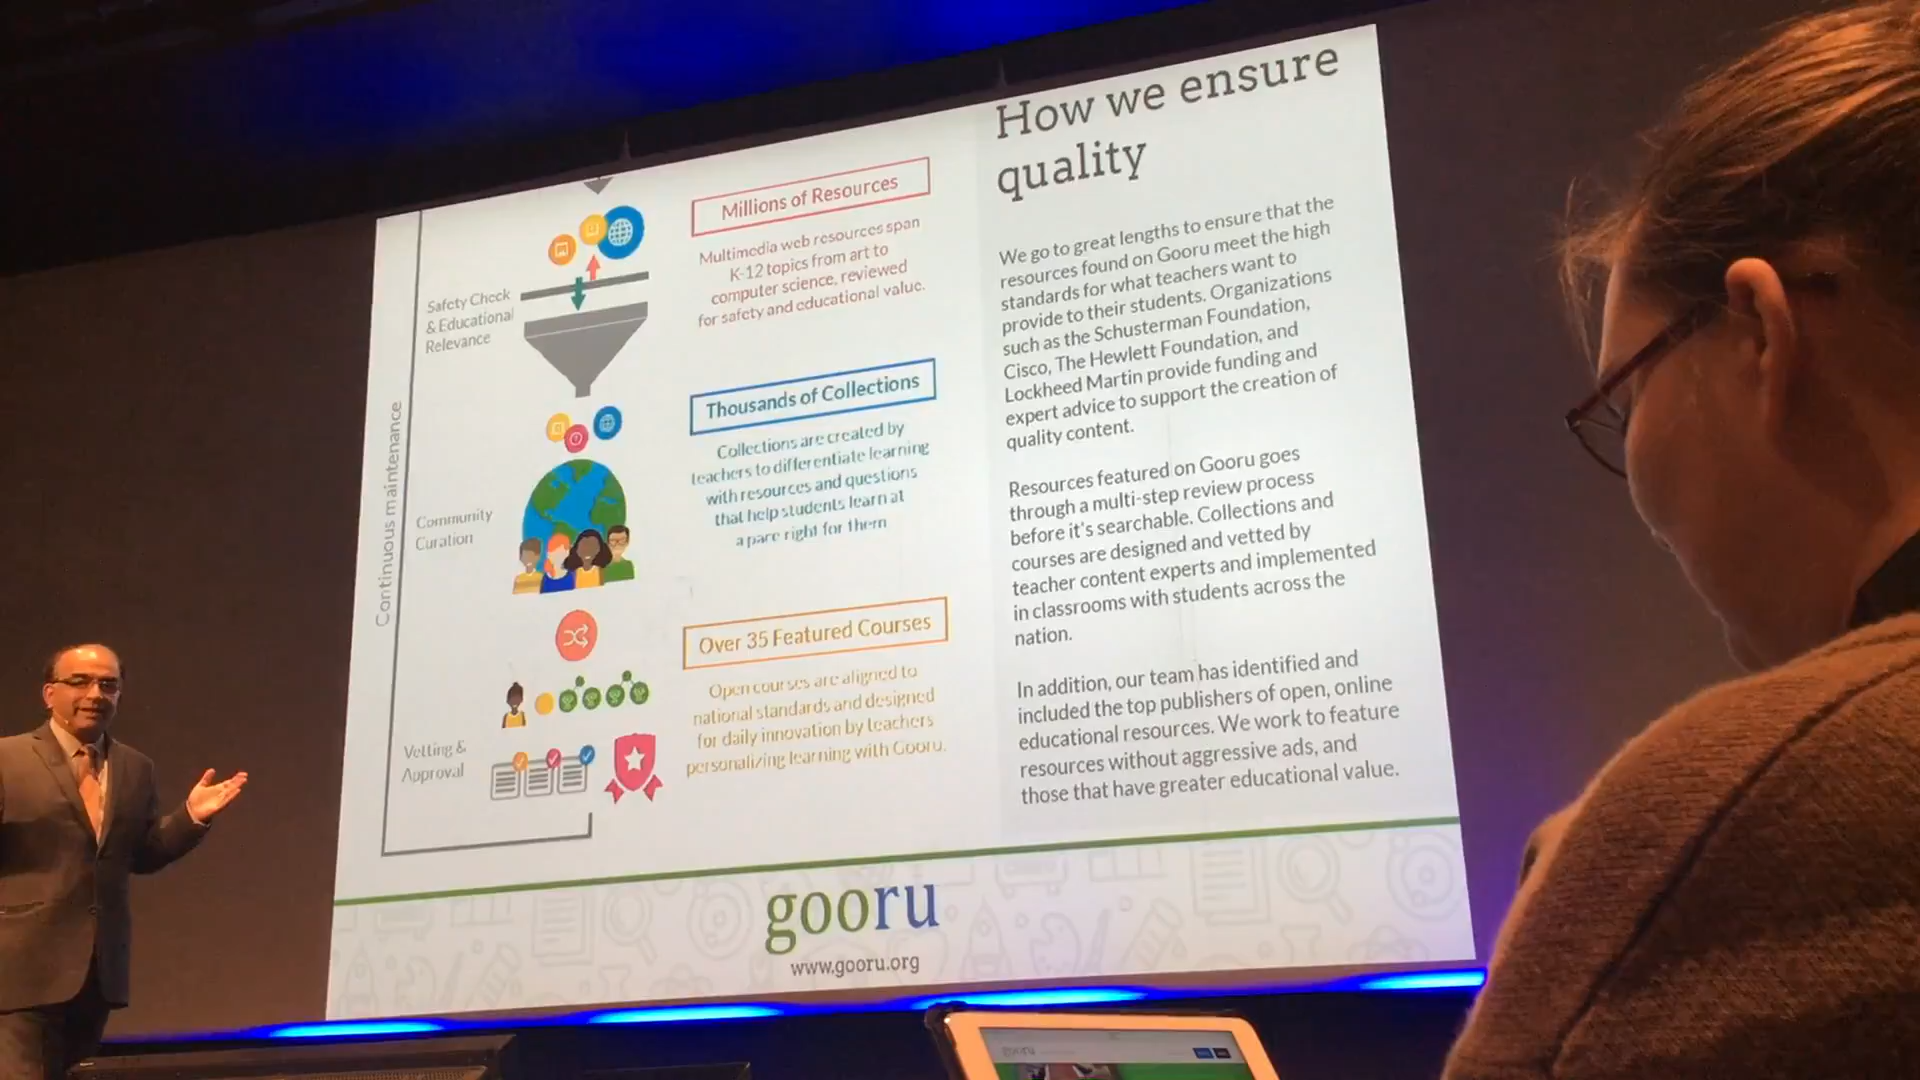 How we ensure
quality
Millions of Resources
Multimedia web resources span
K-12 topics from art to
computer science, reviewed
for safety and educational value.
Safety Check
& Educational
Relevance
Thousands of Collections
Collections are created by
teachers to differentiate learning
with resources and questions
that help students learn at
a pace right for them
Continuous maintenance
Community
Curation
Over 35 Featured Courses
Open courses are aligned to
national standards and designed
for daily innovation by teachers
personalizing learning with Gooru.
Vetting &
Approval
We go to great lengths to ensure that the
resources found on Gooru meet the high
standards for what teachers want to
provide to their students. Organizations
such as the Schusterman Foundation,
Cisco, The Hewlett Foundation, and
Lockheed Martin provide funding and
expert advice to support the creation of
quality content.
Resources featured on Gooru goes
through a multi-step review process
before it's searchable. Collections and
courses are designed and vetted by
teacher content experts and implemented
in classrooms with students across the
nation.
In addition, our team has identified and
included the top publishers of open, online
educational resources. We work to feature
resources without aggressive ads, and
those that have greater educational value.
gooru
www.gooru.org
gooru